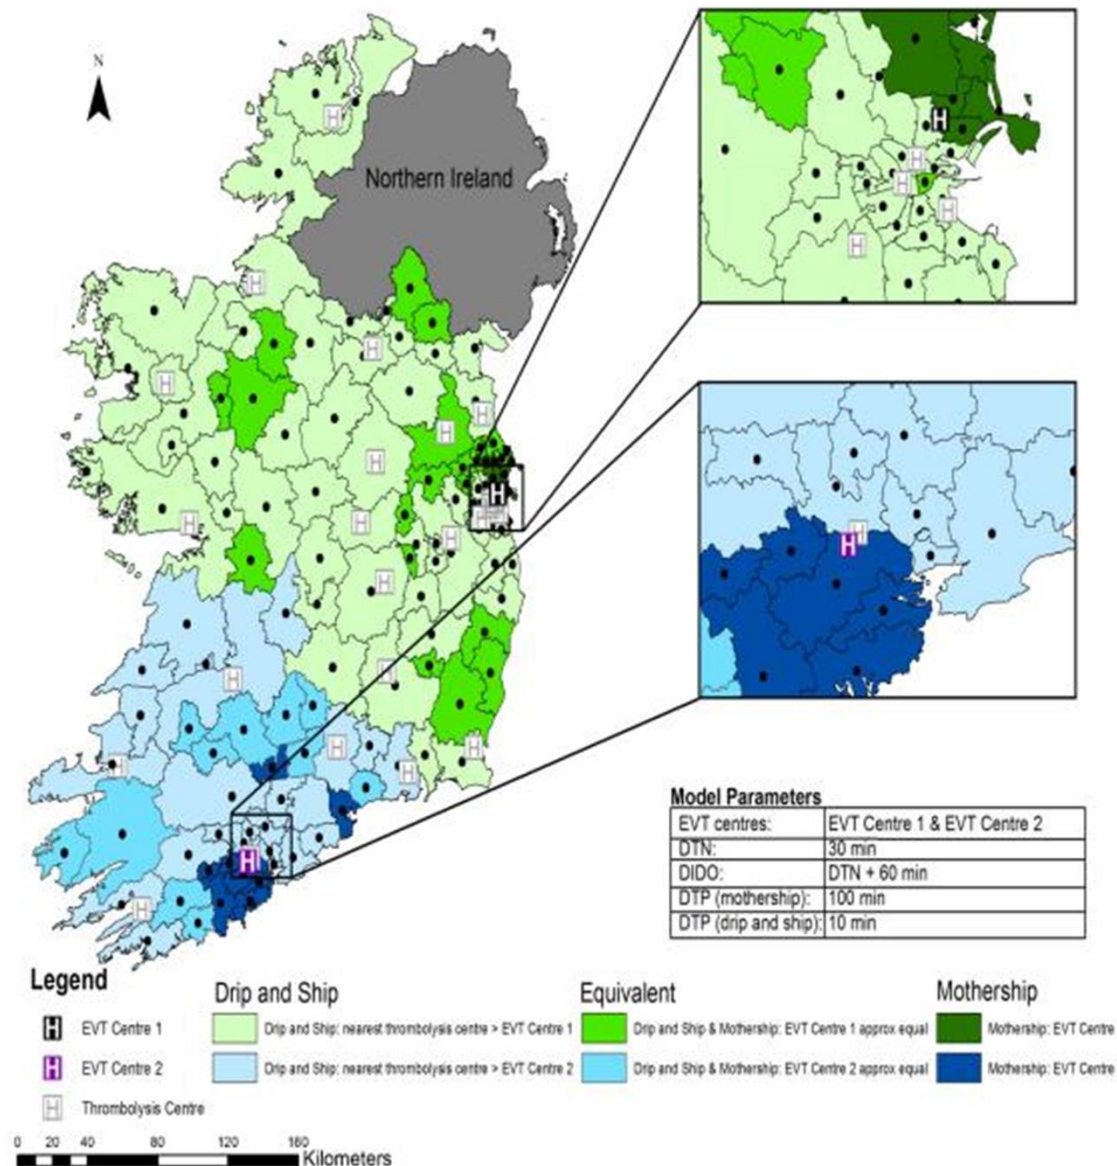 N
Northern Ireland
Model Parameters
EVT centres: EVT Centre 1 & EVT Centre 2
DTN: 30 min
DIDO: DTN + 60 min
DTP (mothership): 100 min
DTP (drip and ship): 10 min
Legend
H EVT Centre 1
H EVT Centre 2
H Thrombolysis Centre
Drip and Ship
Drip and Ship: nearest thrombolysis centre > EVT Centre 1
Drip and Ship: nearest thrombolysis centre > EVT Centre 2
Equivalent
Drip and Ship & Mothership: EVT Centre 1 approx equal
Drip and Ship & Mothership: EVT Centre 2 approx equal
Mothership
Mothership: EVT Centre
Mothership: EVT Centre
0 20 40 80 120 160
Kilometers